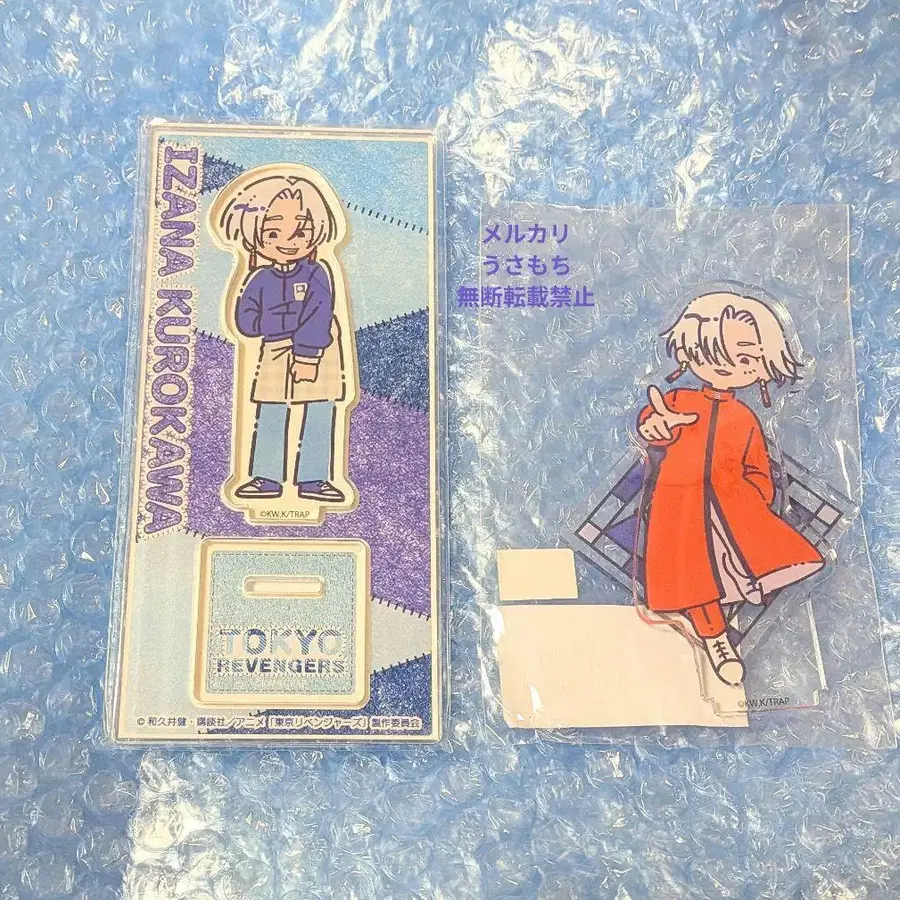 IZANA KUROKAWA
メルカリ
うさもち
無断転載禁止
©KW,K/TRAP
TOKYO
REVENGERS
©和久井健・講談社／アニメ「東京リベンジャーズ」製作委員会
©KW,K/TRAP